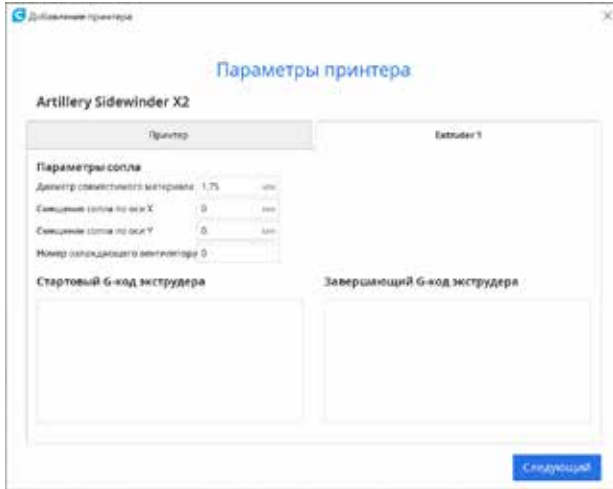 Добавление принтера
Параметры принтера
Artillery Sidewinder X2
Принтер
Extruder 1
Параметры сопла
Диаметр совместимого материала 1.75 мм
Смещение сопла по оси X 0 мм
Смещение сопла по оси Y 0 мм
Номер охлаждающего вентилятора 0
Стартовый G-код экструдера
Завершающий G-код экструдера
Следующий